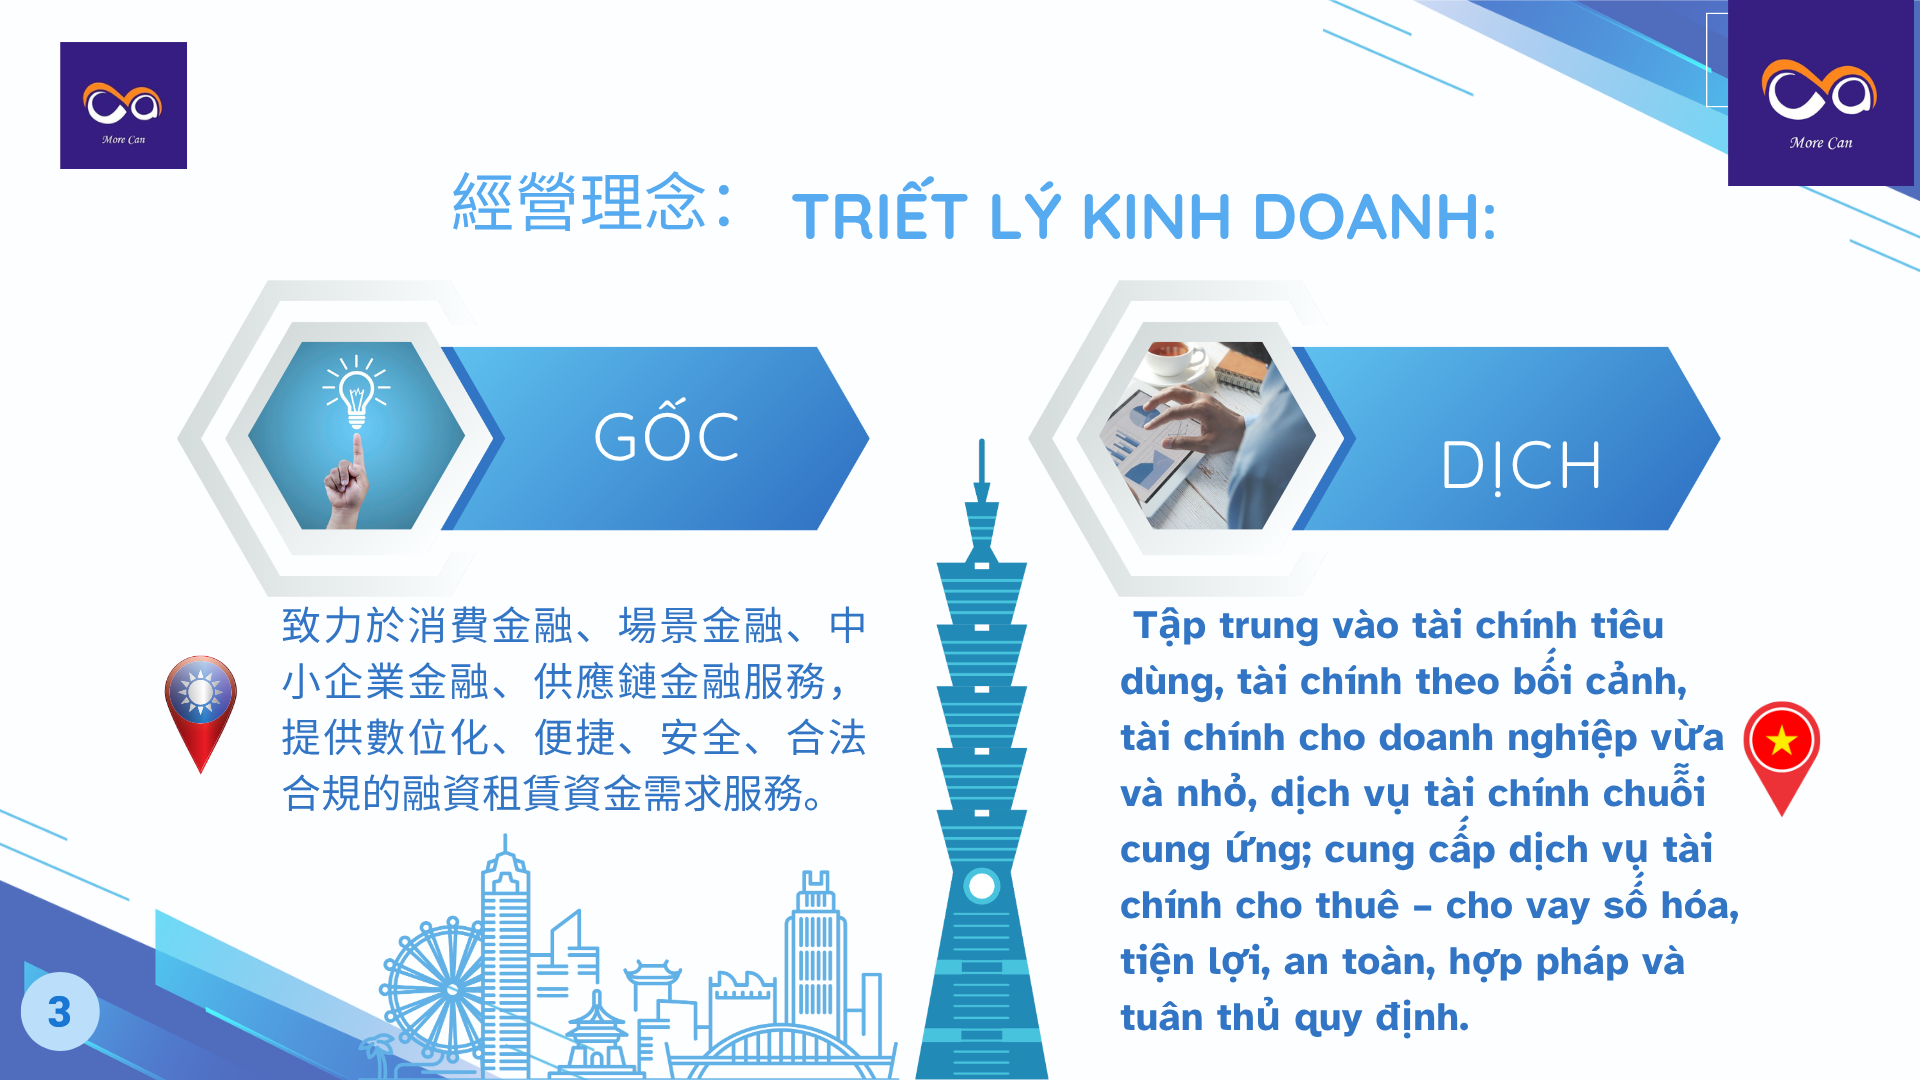 More Can
More Can
經營理念：
TRIẾT LÝ KINH DOANH:
GỐC
致力於消費金融、場景金融、中
小企業金融、供應鏈金融服務，
提供數位化、便捷、安全、合法
合規的融資租賃資金需求服務。
DỊCH
Tập trung vào tài chính tiêu
dùng, tài chính theo bối cảnh,
tài chính cho doanh nghiệp vừa
và nhỏ, dịch vụ tài chính chuỗi
cung ứng; cung cấp dịch vụ tài
chính cho thuê – cho vay số hóa,
tiện lợi, an toàn, hợp pháp và
tuân thủ quy định.
3